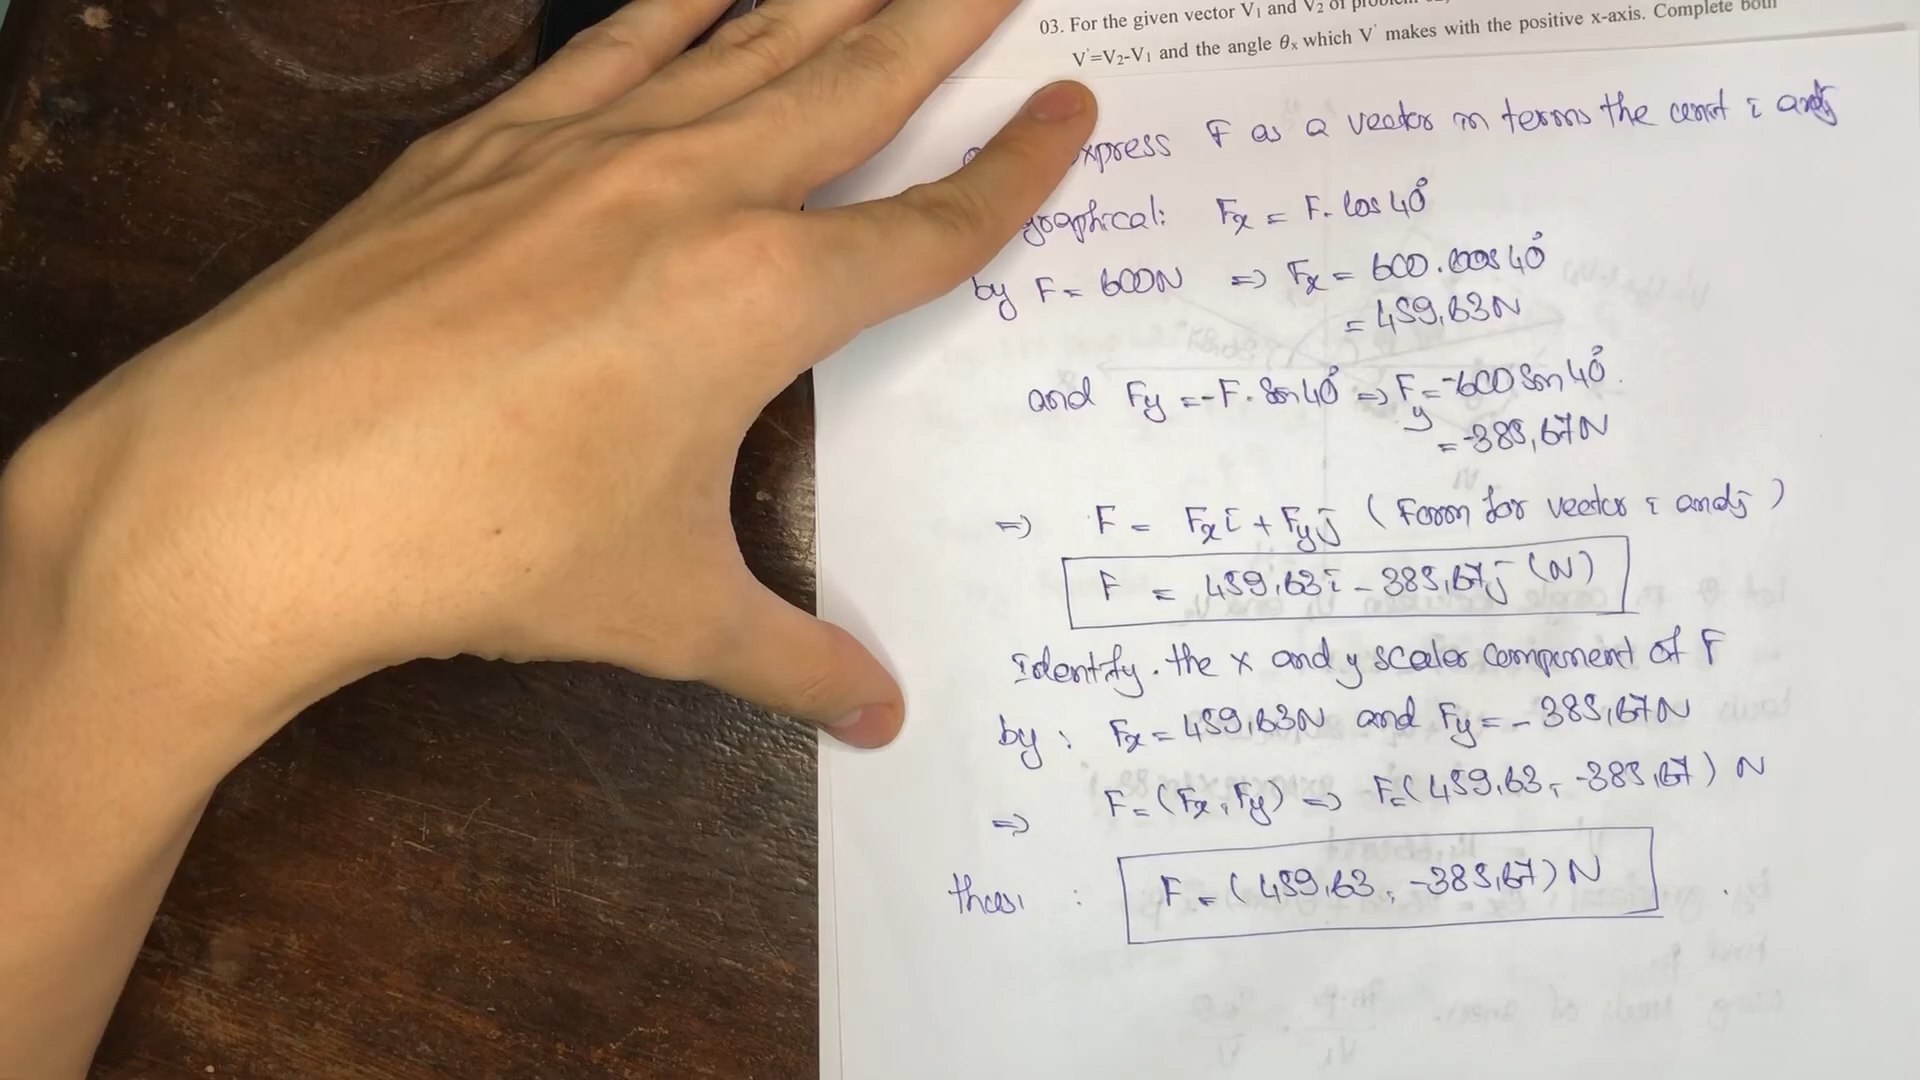 03. For the given vector V₁ and V₂ of
V'=V₂-V₁ and the angle θₓ which V' makes with the positive x-axis. Complete both
xpress F as a vector in terms the i and j
graphical: Fx = F. Cos 40°
by F = 600N => Fx = 600. cos 40°
= 459,63N
and Fy = -F. Sin 40° => Fy = -600 Sin 40°.
= -385,67N
=> F = Fx i + Fy j (Form for vector i and j)
F = 459,63 i - 385,67 j (N)
Identify. the x and y scaler component of F
by : Fx = 459,63N and Fy = -385,67N
=> F = (Fx, Fy) => F = (459,63, -385,67) N
thus, : F = (459,63, -385,67) N